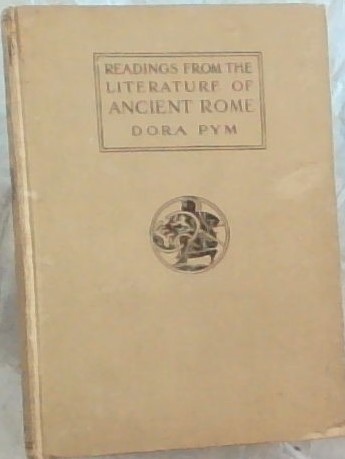 READINGS FROM THE
LITERATURE OF
ANCIENT ROME
DORA PYM